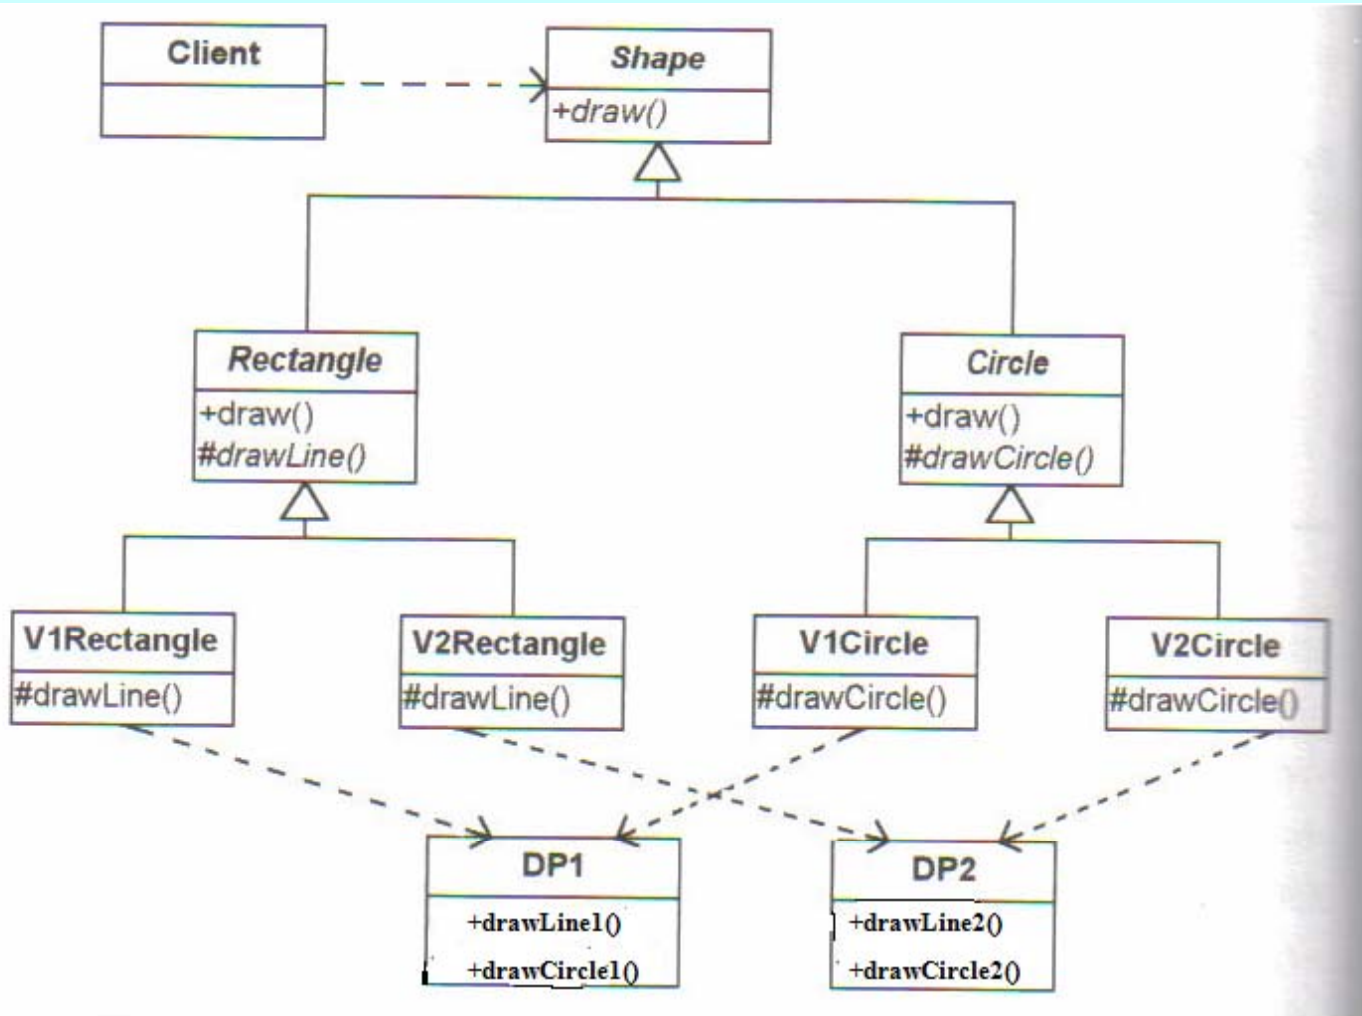 Client
Shape
+draw()
Rectangle
+draw()
#drawLine()
Circle
+draw()
#drawCircle()
V1Rectangle
#drawLine()
V2Rectangle
#drawLine()
V1Circle
#drawCircle()
V2Circle
#drawCircle()
DP1
+drawLine1()
+drawCircle1()
DP2
+drawLine2()
+drawCircle2()